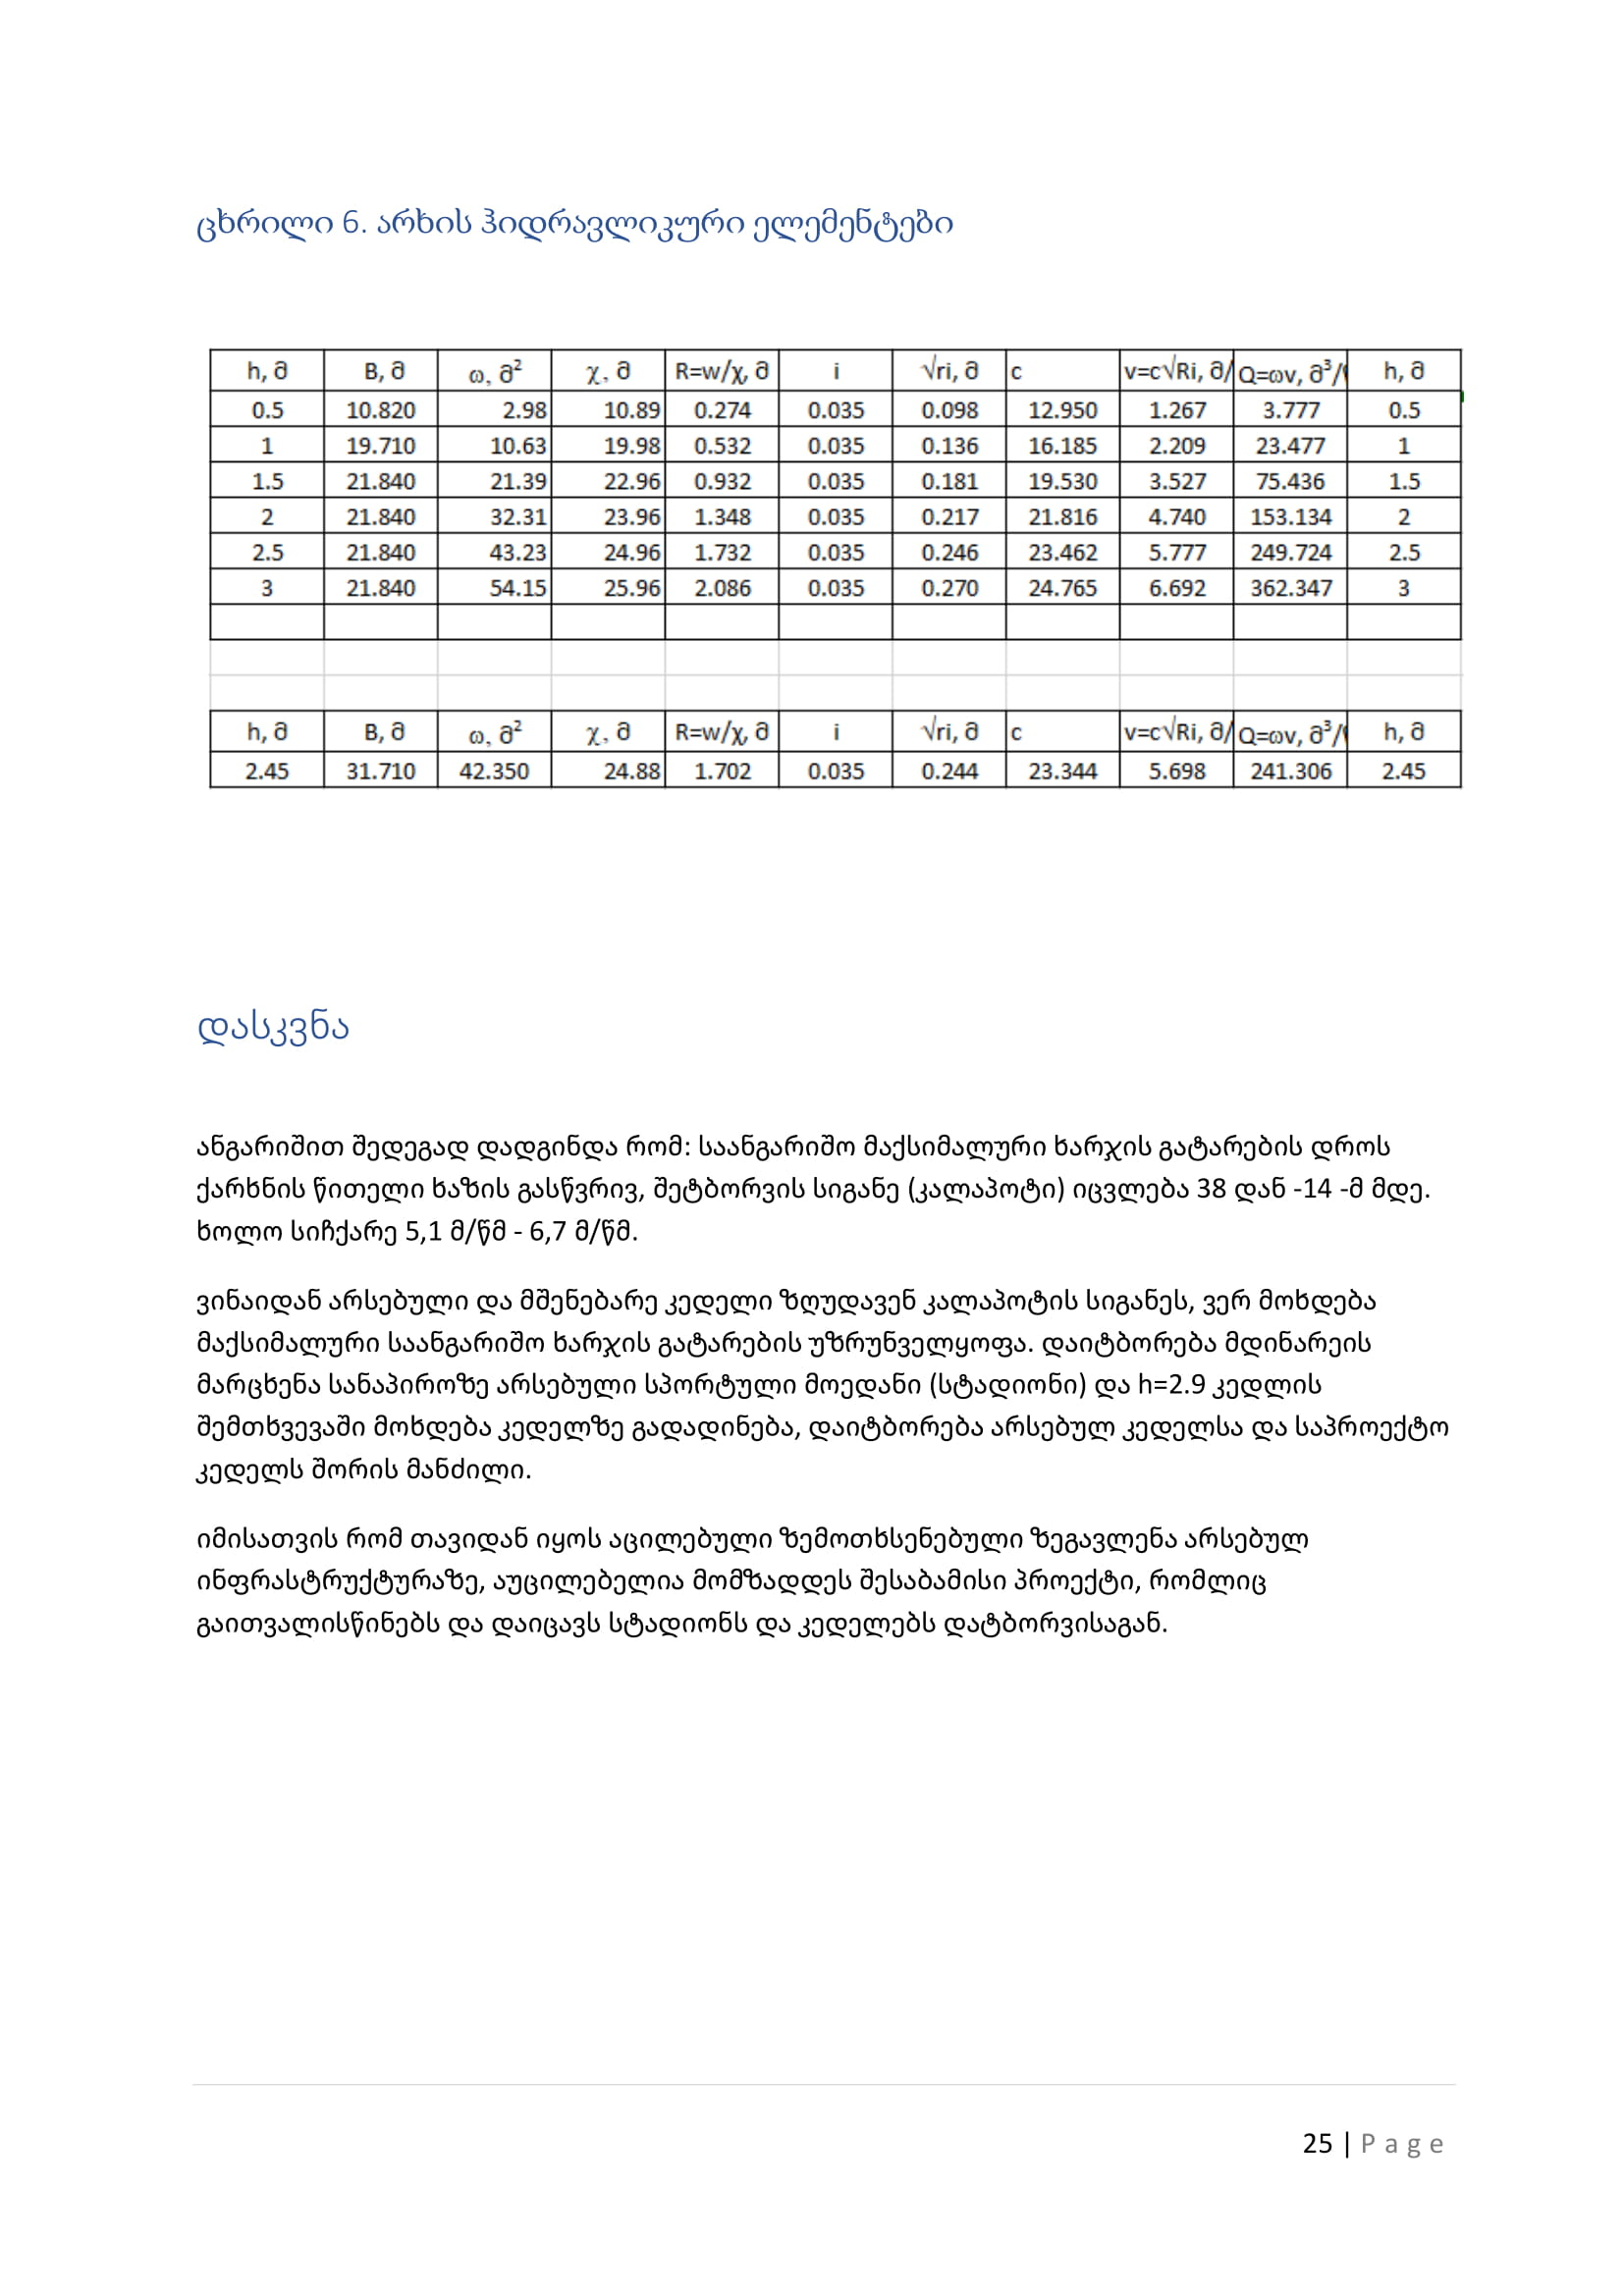 ცხრილი 6. არხის ჰიდრავლიკური ელემენტები
h, მ B, მ ω, მ² χ, მ R=w/χ, მ i √ri, მ c v=c√Ri, მ/ Q=ωv, მ³/ h, მ
0.5 10.820 2.98 10.89 0.274 0.035 0.098 12.950 1.267 3.777 0.5
1 19.710 10.63 19.98 0.532 0.035 0.136 16.185 2.209 23.477 1
1.5 21.840 21.39 22.96 0.932 0.035 0.181 19.530 3.527 75.436 1.5
2 21.840 32.31 23.96 1.348 0.035 0.217 21.816 4.740 153.134 2
2.5 21.840 43.23 24.96 1.732 0.035 0.246 23.462 5.777 249.724 2.5
3 21.840 54.15 25.96 2.086 0.035 0.270 24.765 6.692 362.347 3
h, მ B, მ ω, მ² χ, მ R=w/χ, მ i √ri, მ c v=c√Ri, მ/ Q=ωv, მ³/ h, მ
2.45 31.710 42.350 24.88 1.702 0.035 0.244 23.344 5.698 241.306 2.45
დასკვნა
ანგარიშით შედეგად დადგინდა რომ: საანგარიშო მაქსიმალური ხარჯის გატარების დროს
ქარხნის წითელი ხაზის გასწვრივ, შეტბორვის სიგანე (კალაპოტი) იცვლება 38 დან -14 -მ მდე.
ხოლო სიჩქარე 5,1 მ/წმ - 6,7 მ/წმ.
ვინაიდან არსებული და მშენებარე კედელი ზღუდავენ კალაპოტის სიგანეს, ვერ მოხდება
მაქსიმალური საანგარიშო ხარჯის გატარების უზრუნველყოფა. დაიტბორება მდინარეის
მარცხენა სანაპიროზე არსებული სპორტული მოედანი (სტადიონი) და h=2.9 კედლის
შემთხვევაში მოხდება კედელზე გადადინება, დაიტბორება არსებულ კედელსა და საპროექტო
კედელს შორის მანძილი.
იმისათვის რომ თავიდან იყოს აცილებული ზემოთხსენებული ზეგავლენა არსებულ
ინფრასტრუქტურაზე, აუცილებელია მომზადდეს შესაბამისი პროექტი, რომლიც
გაითვალისწინებს და დაიცავს სტადიონს და კედელებს დატბორვისაგან.
25 | Page